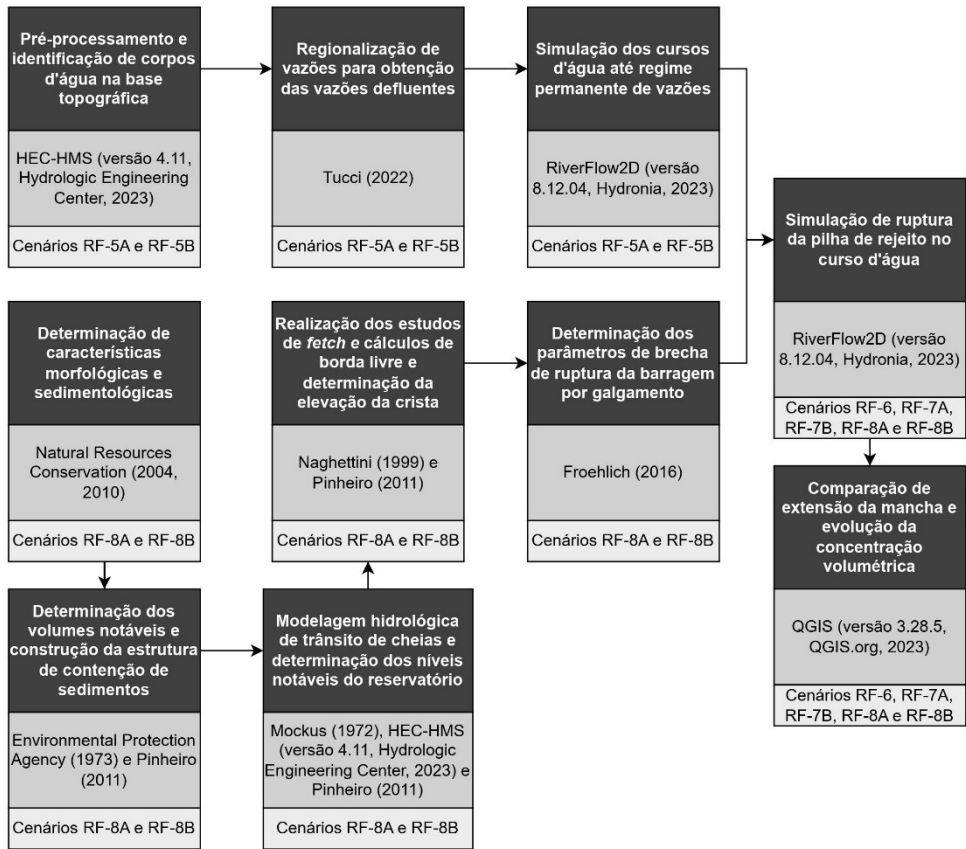 Pré-processamento e
identificação de corpos
d'água na base
topográfica
HEC-HMS (versão 4.11,
Hydrologic Engineering
Center, 2023)
Cenários RF-5A e RF-5B
Regionalização de
vazões para obtenção
das vazões defluentes
Tucci (2022)
Cenários RF-5A e RF-5B
Simulação dos cursos
d'água até regime
permanente de vazões
RiverFlow2D (versão
8.12.04, Hydronia, 2023)
Cenários RF-5A e RF-5B
Determinação de
características
morfológicas e
sedimentológicas
Natural Resources
Conservation (2004,
2010)
Cenários RF-8A e RF-8B
Determinação dos
volumes notáveis e
construção da estrutura
de contenção de
sedimentos
Environmental Protection
Agency (1973) e Pinheiro
(2011)
Cenários RF-8A e RF-8B
Modelagem hidrológica
de trânsito de cheias e
determinação dos níveis
notáveis do reservatório
Mockus (1972), HEC-HMS
(versão 4.11, Hydrologic
Engineering Center, 2023) e
Pinheiro (2011)
Cenários RF-8A e RF-8B
Realização dos estudos
de fetch e cálculos de
borda livre e
determinação da
elevação da crista
Naghettini (1999) e
Pinheiro (2011)
Cenários RF-8A e RF-8B
Determinação dos
parâmetros de brecha
de ruptura da barragem
por galgamento
Froehlich (2016)
Cenários RF-8A e RF-8B
Simulação de ruptura
da pilha de rejeito no
curso d'água
RiverFlow2D (versão
8.12.04, Hydronia, 2023)
Cenários RF-6, RF-7A,
RF-7B, RF-8A e RF-8B
Comparação de
extensão da mancha e
evolução da
concentração
volumétrica
QGIS (versão 3.28.5,
QGIS.org, 2023)
Cenários RF-6, RF-7A,
RF-7B, RF-8A e RF-8B